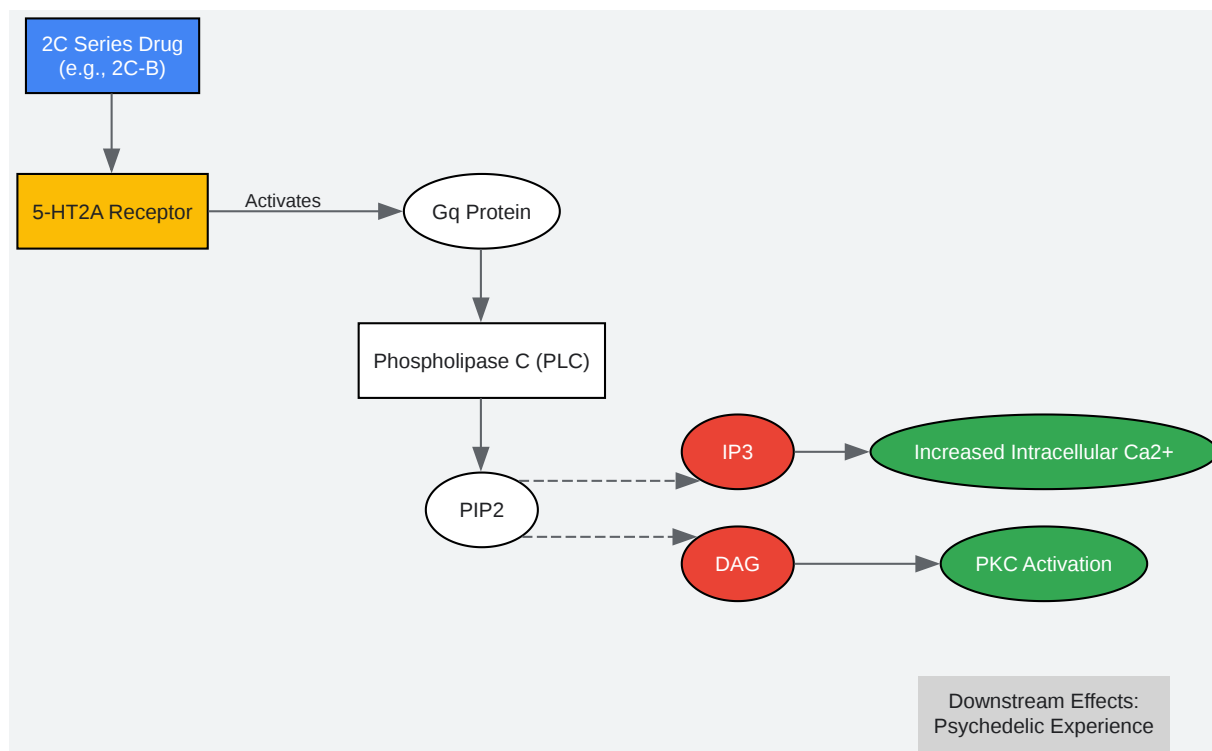 2C Series Drug
(e.g., 2C-B)
5-HT2A Receptor
Activates
Gq Protein
Phospholipase C (PLC)
IP3
Increased Intracellular Ca2+
PIP2
DAG
PKC Activation
Downstream Effects:
Psychedelic Experience